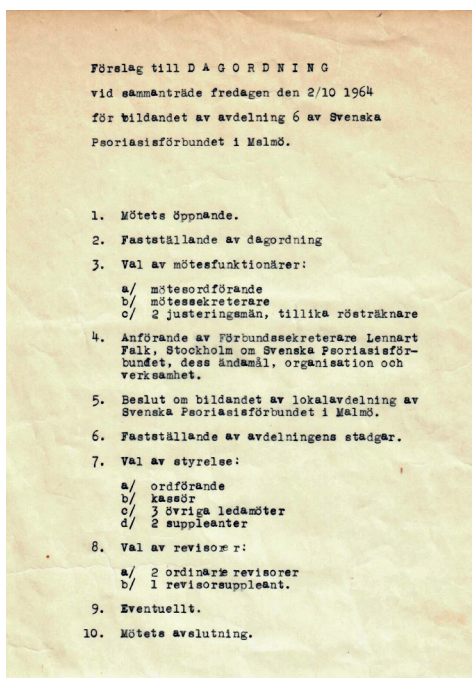 Förslag till D A G O R D N I N G
vid sammanträde fredagen den 2/10 1964
för bildandet av avdelning 6 av Svenska
Psoriasisförbundet i Malmö.
1. Mötets öppnande.
2. Fastställande av dagordning
3. Val av mötesfunktionärer:
a/ mötesordförande
b/ mötessekreterare
c/ 2 justeringsmän, tillika rösträknare
4. Anförande av Förbundssekreterare Lennart
Falk, Stockholm om Svenska Psoriasisför-
bundet, dess ändamål, organisation och
verksamhet.
5. Beslut om bildandet av lokalavdelning av
Svenska Psoriasisförbundet i Malmö.
6. Fastställande av avdelningens stadgar.
7. Val av styrelse:
a/ ordförande
b/ kassör
c/ 3 övriga ledamöter
d/ 2 suppleanter
8. Val av revisorer:
a/ 2 ordinarie revisorer
b/ 1 revisorsuppleant.
9. Eventuellt.
10. Mötets avslutning.